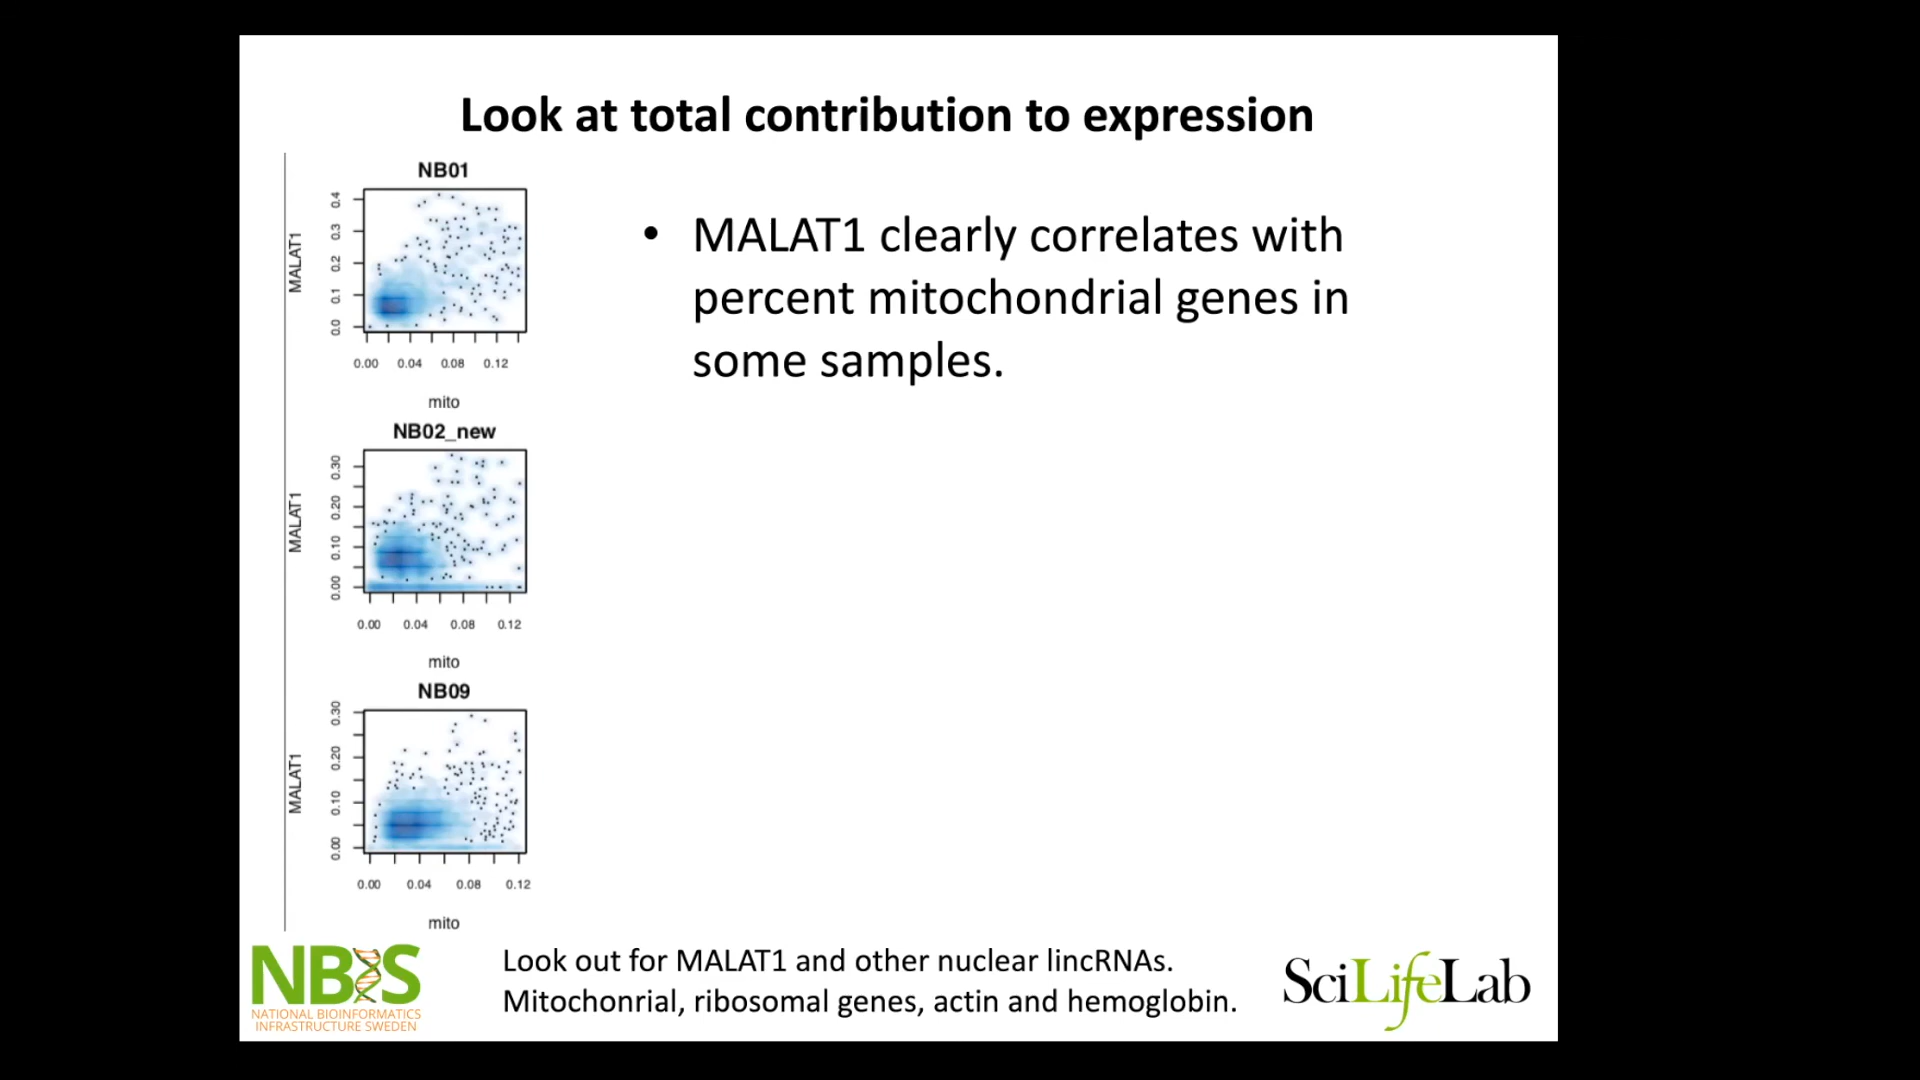 Look at total contribution to expression
NB01
MALAT1
0.0 0.1 0.2 0.3 0.4
0.00 0.04 0.08 0.12
mito
NB02_new
MALAT1
0.00 0.10 0.20 0.30
0.00 0.04 0.08 0.12
mito
NB09
MALAT1
0.00 0.10 0.20 0.30
0.00 0.04 0.08 0.12
mito
• MALAT1 clearly correlates with
percent mitochondrial genes in
some samples.
NBIS
NATIONAL BIOINFORMATICS
INFRASTRUCTURE SWEDEN
Look out for MALAT1 and other nuclear lincRNAs.
Mitochonrial, ribosomal genes, actin and hemoglobin.
SciLifeLab